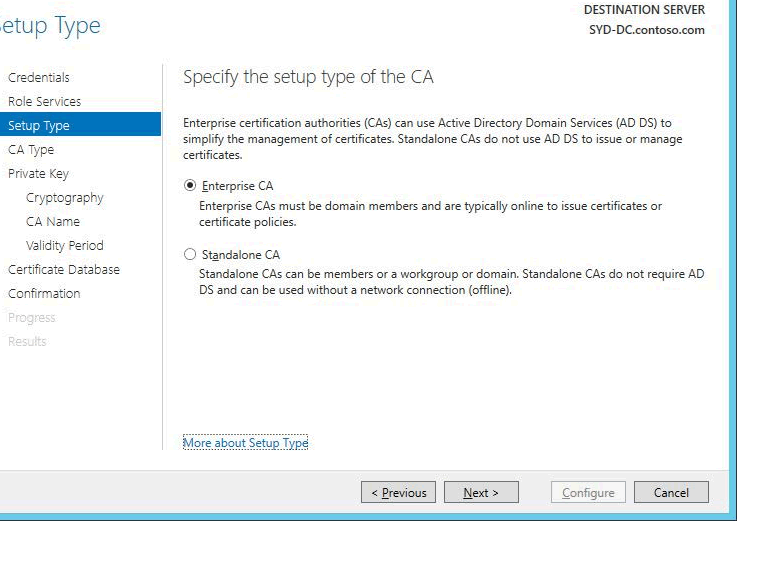 etup Type
DESTINATION SERVER
SYD-DC.contoso.com
Credentials
Role Services
Setup Type
CA Type
Private Key
Cryptography
CA Name
Validity Period
Certificate Database
Confirmation
Progress
Results
Specify the setup type of the CA
Enterprise certification authorities (CAs) can use Active Directory Domain Services (AD DS) to
simplify the management of certificates. Standalone CAs do not use AD DS to issue or manage
certificates.
Enterprise CA
Enterprise CAs must be domain members and are typically online to issue certificates or
certificate policies.
Standalone CA
Standalone CAs can be members or a workgroup or domain. Standalone CAs do not require AD
DS and can be used without a network connection (offline).
More about Setup Type
< Previous
Next >
Configure
Cancel